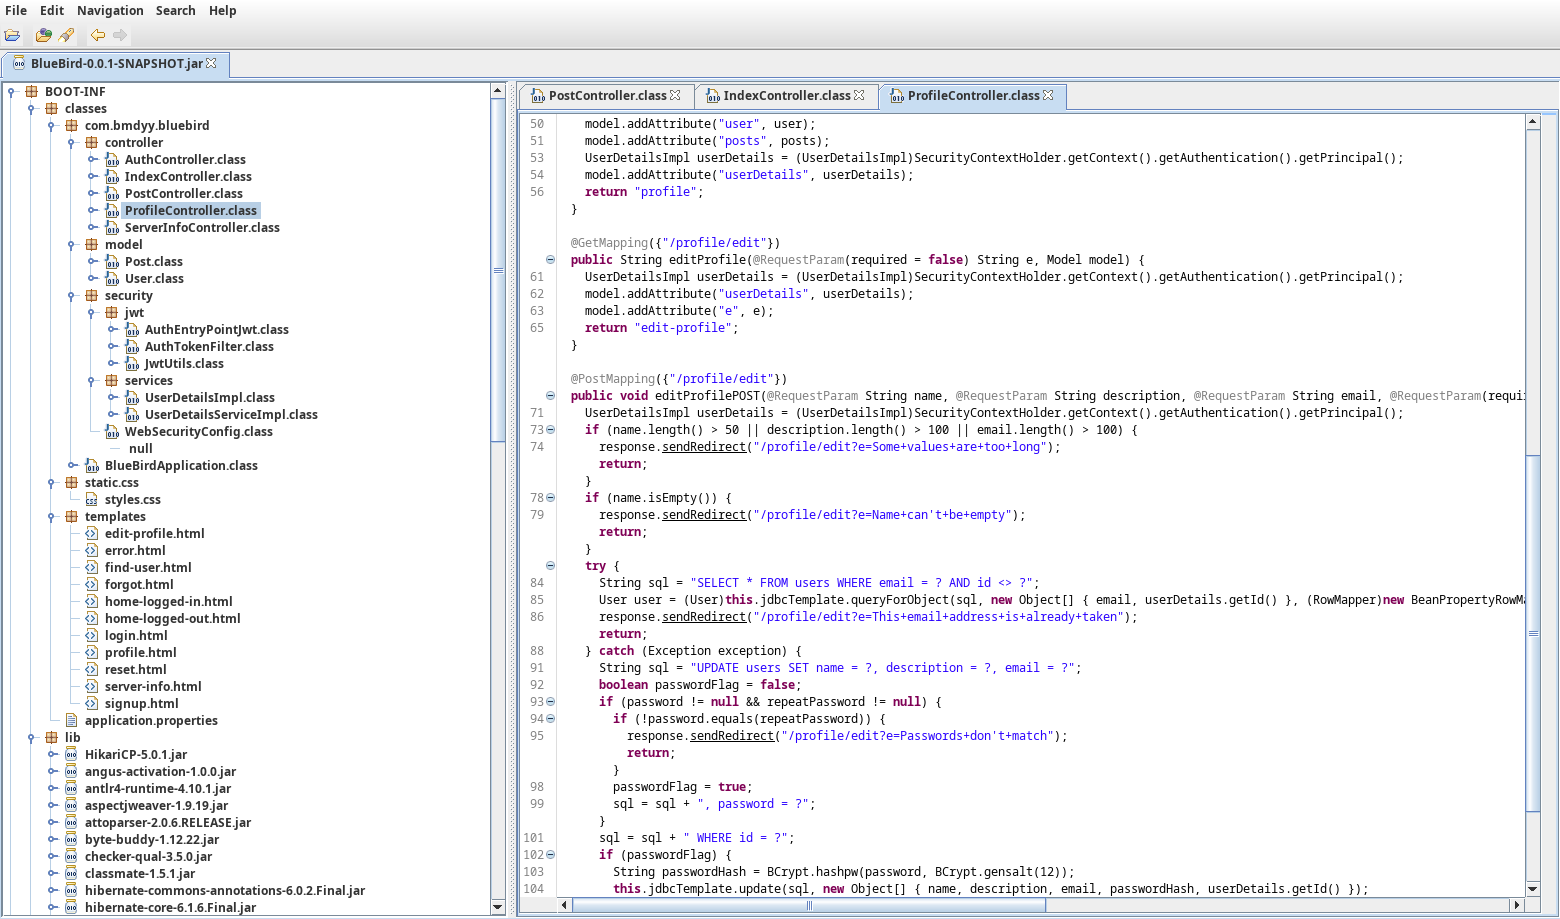 File Edit Navigation Search Help
BlueBird-0.0.1-SNAPSHOT.jar
BOOT-INF
classes
com.bmdyy.bluebird
controller
AuthController.class
IndexController.class
PostController.class
ProfileController.class
ServerInfoController.class
model
Post.class
User.class
security
jwt
AuthEntryPointJwt.class
AuthTokenFilter.class
JwtUtils.class
services
UserDetailsImpl.class
UserDetailsServiceImpl.class
WebSecurityConfig.class
null
BlueBirdApplication.class
static.css
styles.css
templates
edit-profile.html
error.html
find-user.html
forgot.html
home-logged-in.html
home-logged-out.html
login.html
profile.html
reset.html
server-info.html
signup.html
application.properties
lib
HikariCP-5.0.1.jar
angus-activation-1.0.0.jar
antlr4-runtime-4.10.1.jar
aspectjweaver-1.9.19.jar
attoparser-2.0.6.RELEASE.jar
byte-buddy-1.12.22.jar
checker-qual-3.5.0.jar
classmate-1.5.1.jar
hibernate-commons-annotations-6.0.2.Final.jar
hibernate-core-6.1.6.Final.jar
PostController.class IndexController.class ProfileController.class
50 model.addAttribute("user", user);
51 model.addAttribute("posts", posts);
53 UserDetailsImpl userDetails = (UserDetailsImpl)SecurityContextHolder.getContext().getAuthentication().getPrincipal();
54 model.addAttribute("userDetails", userDetails);
56 return "profile";
}
@GetMapping({"/profile/edit"})
public String editProfile(@RequestParam(required = false) String e, Model model) {
61 UserDetailsImpl userDetails = (UserDetailsImpl)SecurityContextHolder.getContext().getAuthentication().getPrincipal();
62 model.addAttribute("userDetails", userDetails);
63 model.addAttribute("e", e);
65 return "edit-profile";
}
@PostMapping({"/profile/edit"})
public void editProfilePOST(@RequestParam String name, @RequestParam String description, @RequestParam String email, @RequestParam(requi
71 UserDetailsImpl userDetails = (UserDetailsImpl)SecurityContextHolder.getContext().getAuthentication().getPrincipal();
73 if (name.length() > 50 || description.length() > 100 || email.length() > 100) {
74 response.sendRedirect("/profile/edit?e=Some+values+are+too+long");
return;
}
78 if (name.isEmpty()) {
79 response.sendRedirect("/profile/edit?e=Name+can't+be+empty");
return;
}
try {
84 String sql = "SELECT * FROM users WHERE email = ? AND id <> ?";
85 User user = (User)this.jdbcTemplate.queryForObject(sql, new Object[] { email, userDetails.getId() }, (RowMapper)new BeanPropertyRowMa
86 response.sendRedirect("/profile/edit?e=This+email+address+is+already+taken");
return;
88 } catch (Exception exception) {
91 String sql = "UPDATE users SET name = ?, description = ?, email = ?";
92 boolean passwordFlag = false;
93 if (password != null && repeatPassword != null) {
94 if (!password.equals(repeatPassword)) {
95 response.sendRedirect("/profile/edit?e=Passwords+don't+match");
return;
}
98 passwordFlag = true;
99 sql = sql + ", password = ?";
}
101 sql = sql + " WHERE id = ?";
102 if (passwordFlag) {
103 String passwordHash = BCrypt.hashpw(password, BCrypt.gensalt(12));
104 this.jdbcTemplate.update(sql, new Object[] { name, description, email, passwordHash, userDetails.getId() });